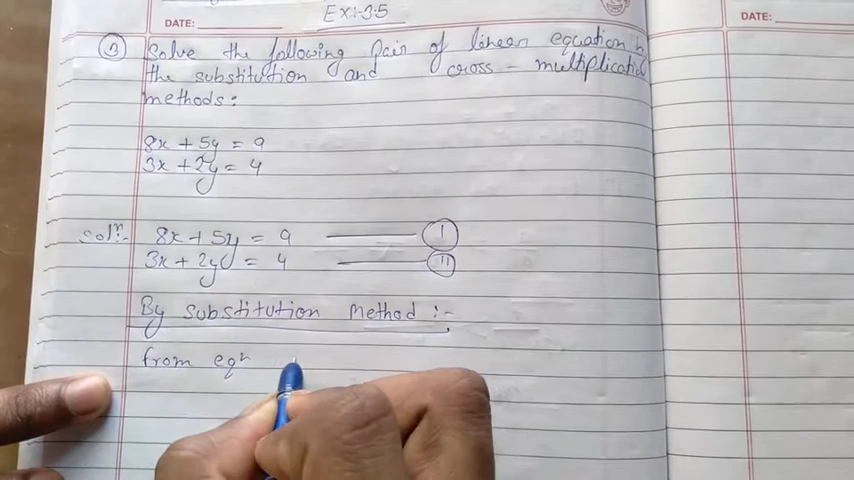 Ex:-3.5
DATE:
DATE:
3 Solve the following pair of linear equation by
the substitution and cross - multiplication
methods:
8x + 5y = 9
3x + 2y = 4
solⁿ:- 8x + 5y = 9 I
3x + 2y = 4 II
By substitution Method :-
from eqⁿ